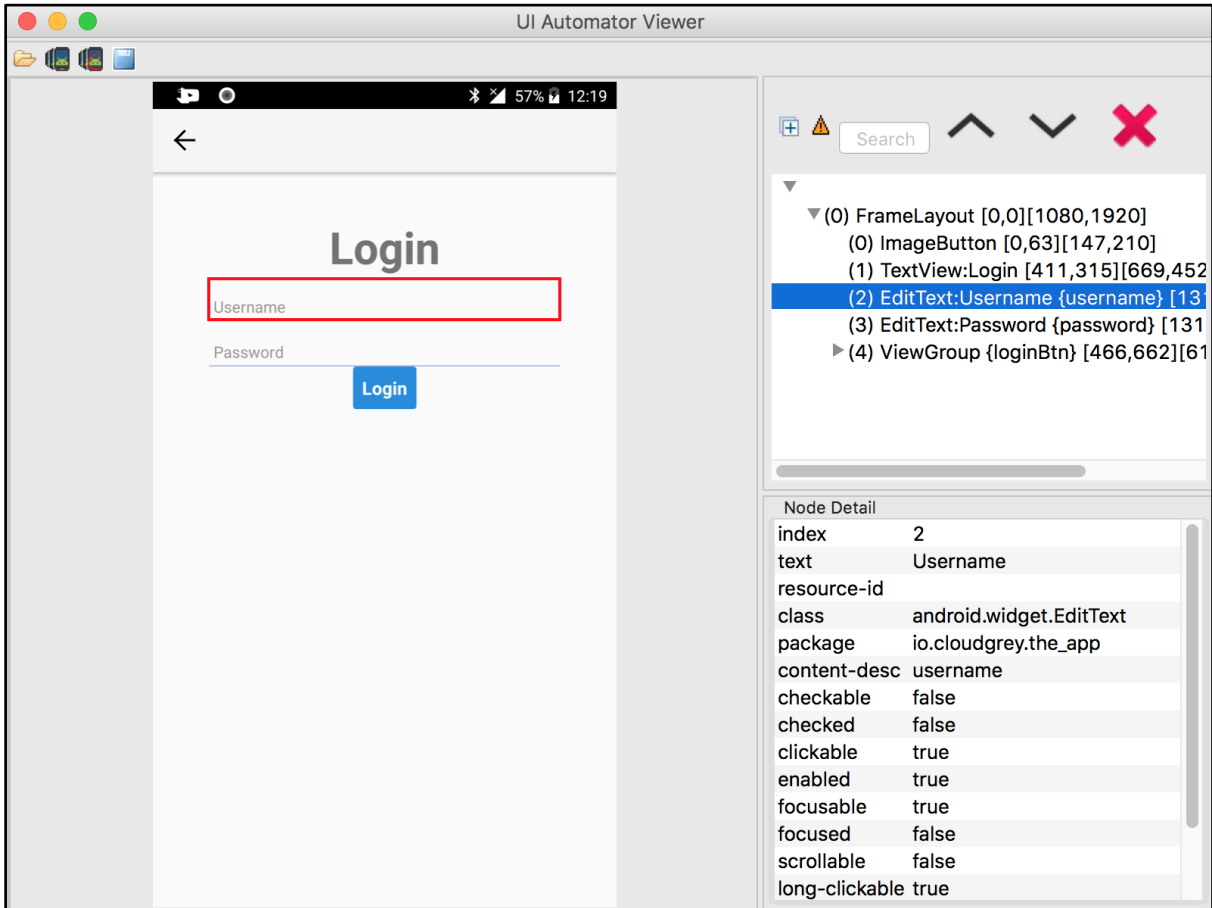 UI Automator Viewer
57% 12:19
Login
Username
Password
Login
Search
(0) FrameLayout [0,0][1080,1920]
(0) ImageButton [0,63][147,210]
(1) TextView:Login [411,315][669,452
(2) EditText:Username {username} [131
(3) EditText:Password {password} [131
(4) ViewGroup {loginBtn} [466,662][61
Node Detail
index 2
text Username
resource-id
class android.widget.EditText
package io.cloudgrey.the_app
content-desc username
checkable false
checked false
clickable true
enabled true
focusable true
focused false
scrollable false
long-clickable true